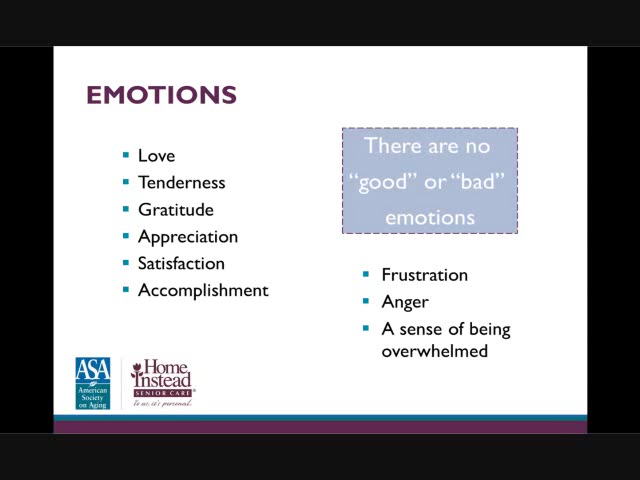 EMOTIONS
Love
Tenderness
Gratitude
Appreciation
Satisfaction
Accomplishment
There are no
“good” or “bad”
emotions
Frustration
Anger
A sense of being
overwhelmed
ASA
American
Society
on Aging
Home
Instead
SENIOR CARE
To us, it's personal.